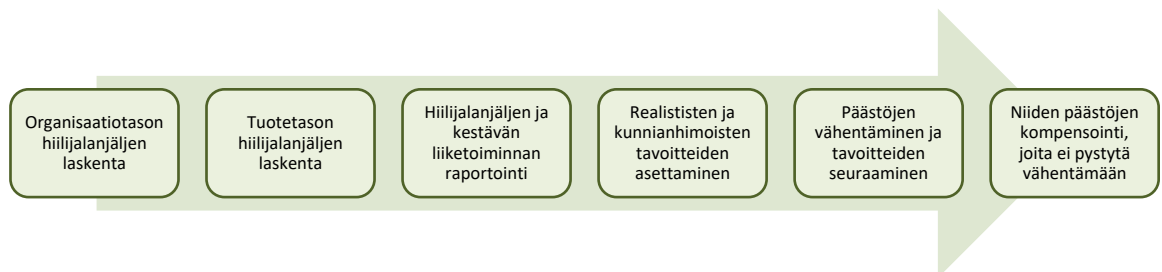 Organisaatiotason
hiilijalanjäljen
laskenta
Tuotetason
hiilijalanjäljen
laskenta
Hiilijalanjäljen ja
kestävän
liiketoiminnan
raportointi
Realististen ja
kunnianhimoisten
tavoitteiden
asettaminen
Päästöjen
vähentäminen ja
tavoitteiden
seuraaminen
Niiden päästöjen
kompensointi,
joita ei pystytä
vähentämään